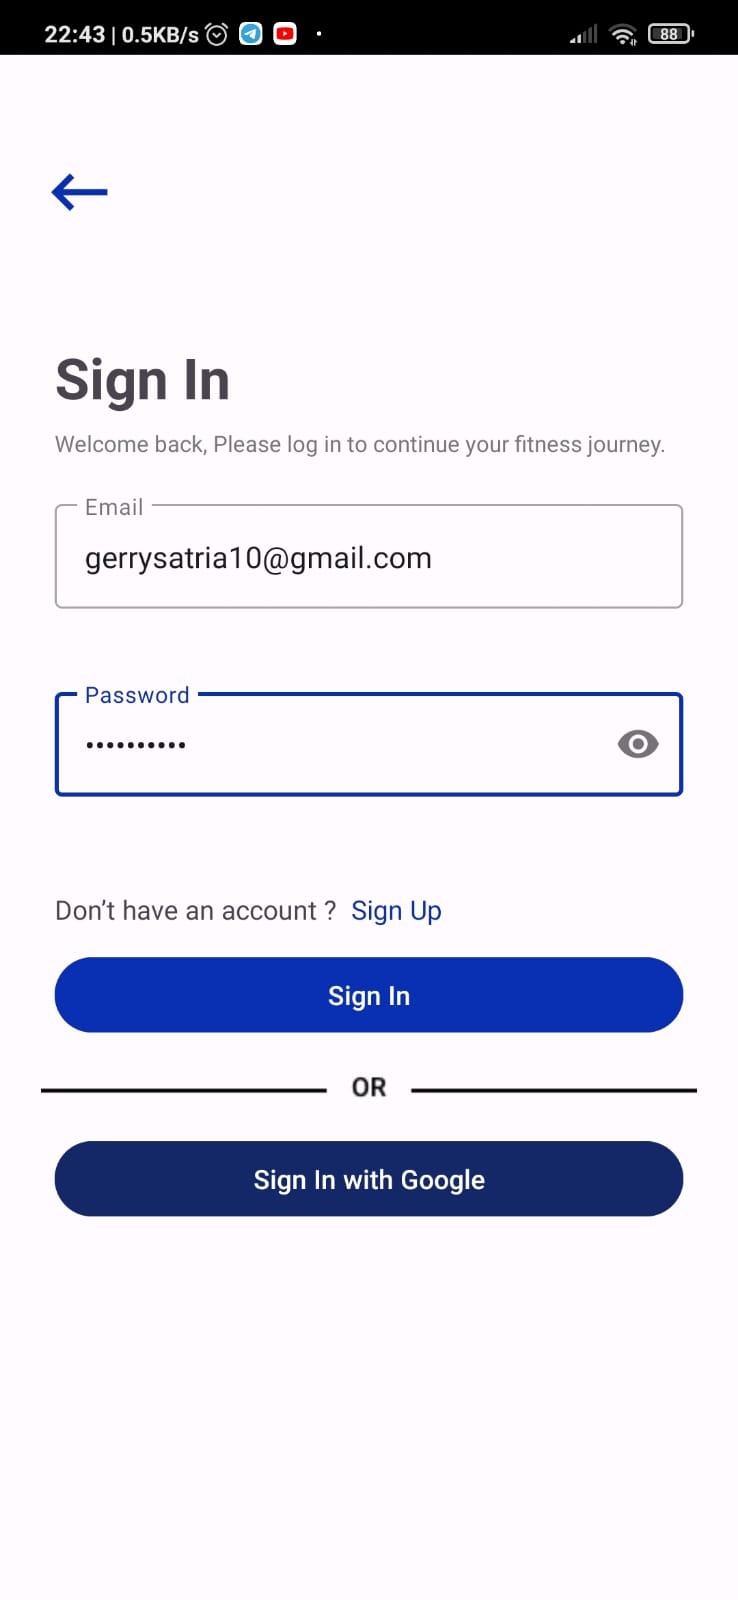 22:43 | 0.5KB/s
88
Sign In
Welcome back, Please log in to continue your fitness journey.
Email
gerrysatria10@gmail.com
Password
••••••••••
Don’t have an account ? Sign Up
Sign In
OR
Sign In with Google